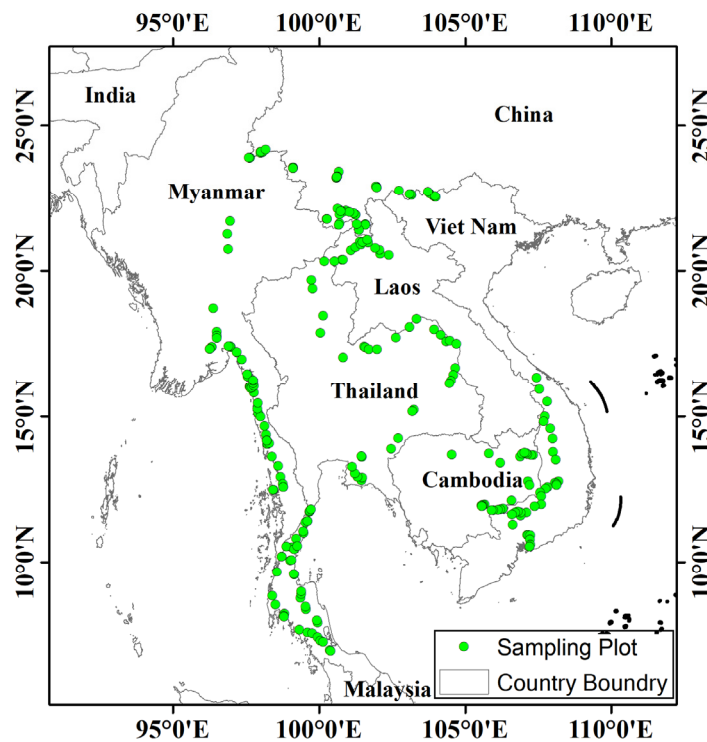 95°0'E 100°0'E 105°0'E 110°0'E
India
China
25°0'N 25°0'N
Myanmar
Viet Nam
20°0'N 20°0'N
Laos
Thailand
15°0'N 15°0'N
Cambodia
10°0'N 10°0'N
Sampling Plot
Country Boundry
Malaysia
95°0'E 100°0'E 105°0'E 110°0'E